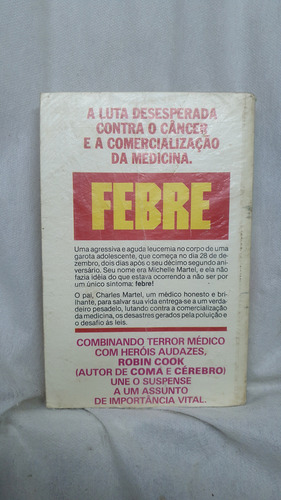 A LUTA DESESPERADA
CONTRA O CÂNCER
E A COMERCIALIZAÇÃO
DA MEDICINA.
FEBRE
Uma agressiva e aguda leucemia no corpo de uma
garota adolescente, que começa no dia 28 de de-
zembro, dois dias após o seu décimo segundo ani-
versário. Seu nome era Michelle Martel, e ela não
fazia idéia do que estava ocorrendo a não ser por
um único sintoma: febre!
O pai, Charles Martel, um médico honesto e bri-
lhante, para salvar sua vida entrega-se a um verda-
deiro pesadelo, lutando contra a comercialização
da medicina, os desastres gerados pela poluição e
o desafio às leis.
COMBINANDO TERROR MÉDICO
COM HERÓIS AUDAZES,
ROBIN COOK
(AUTOR DE COMA E CÉREBRO)
UNE O SUSPENSE
A UM ASSUNTO
DE IMPORTÂNCIA VITAL.